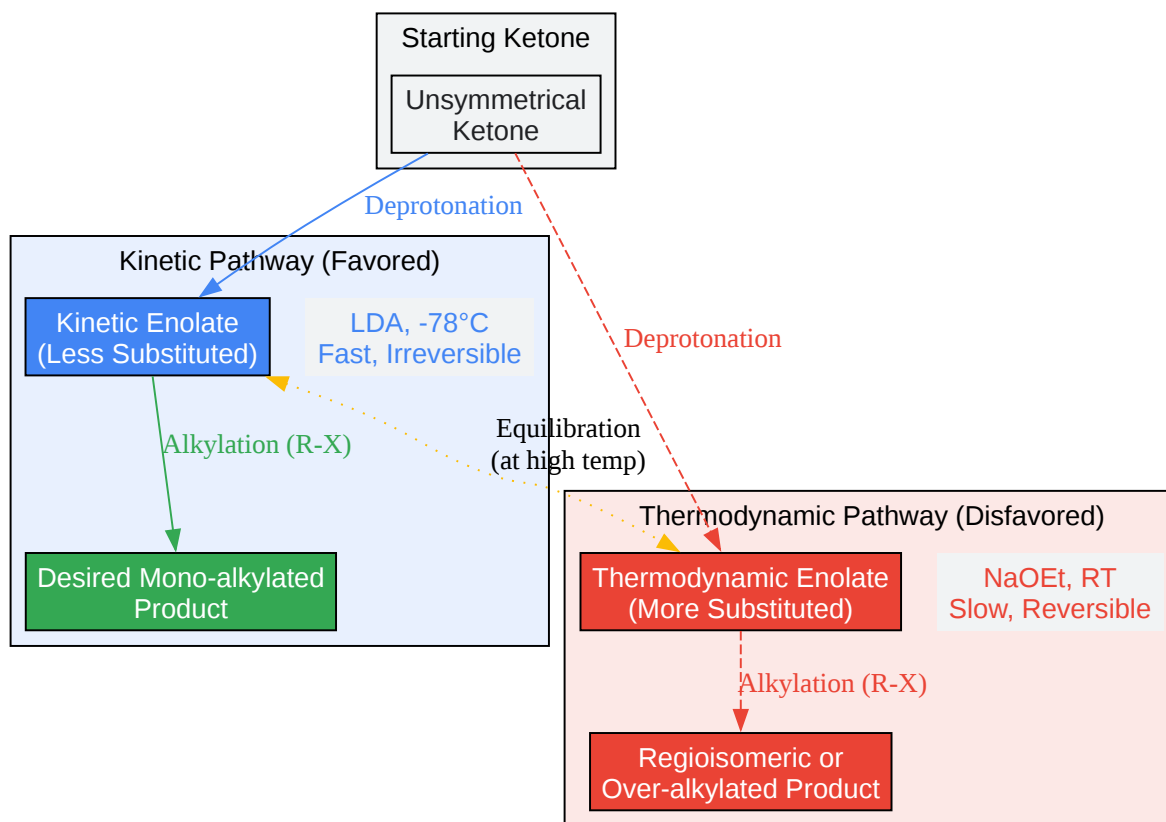 Starting Ketone
Unsymmetrical
Ketone
Deprotonation
Kinetic Pathway (Favored)
Kinetic Enolate
(Less Substituted)
LDA, -78°C
Fast, Irreversible
Deprotonation
Alkylation (R-X)
Equilibration
(at high temp)
Thermodynamic Pathway (Disfavored)
Desired Mono-alkylated
Product
Thermodynamic Enolate
(More Substituted)
NaOEt, RT
Slow, Reversible
Alkylation (R-X)
Regioisomeric or
Over-alkylated Product